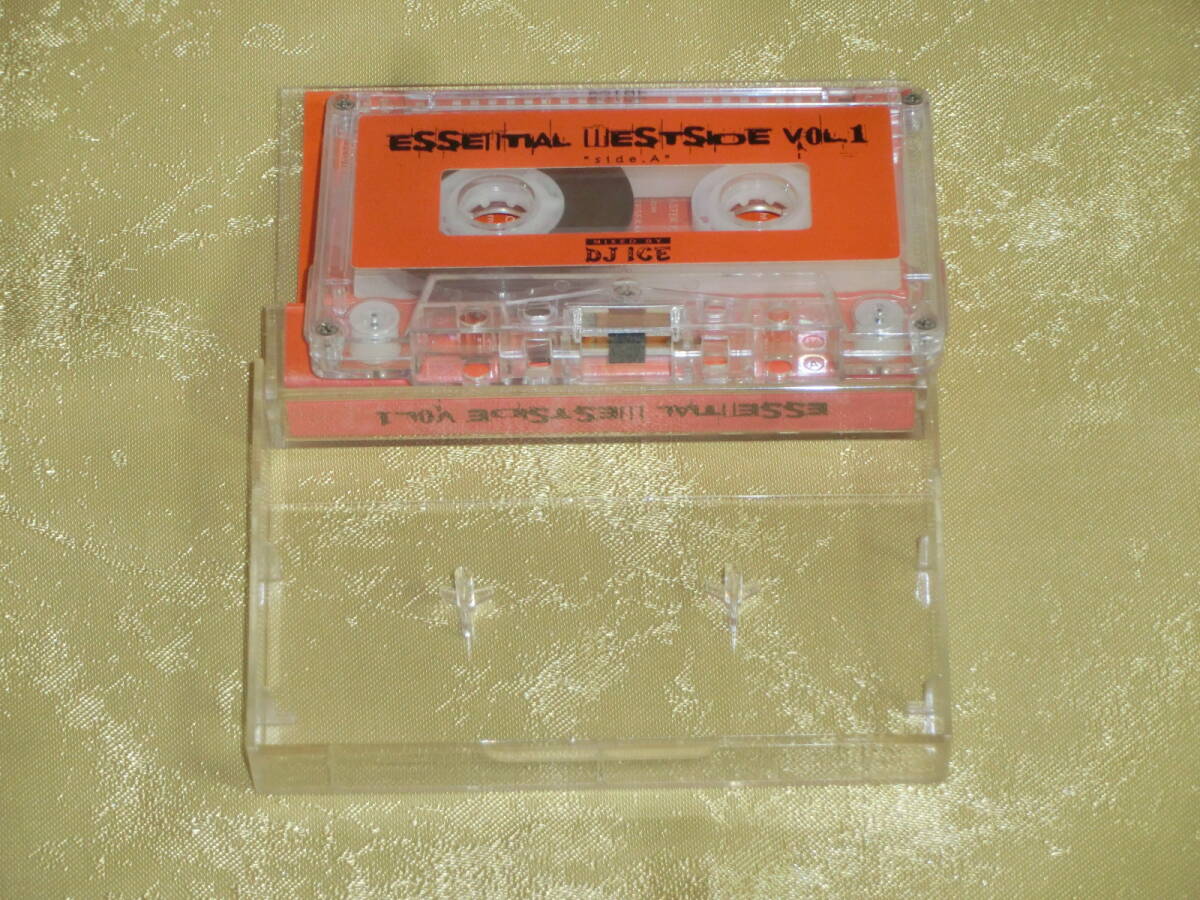 ESSENTIAL WESTSIDE VOL.1
"side.A"
MIXED BY
DJ ICE
ESSENTIAL WESTSIDE VOL.1